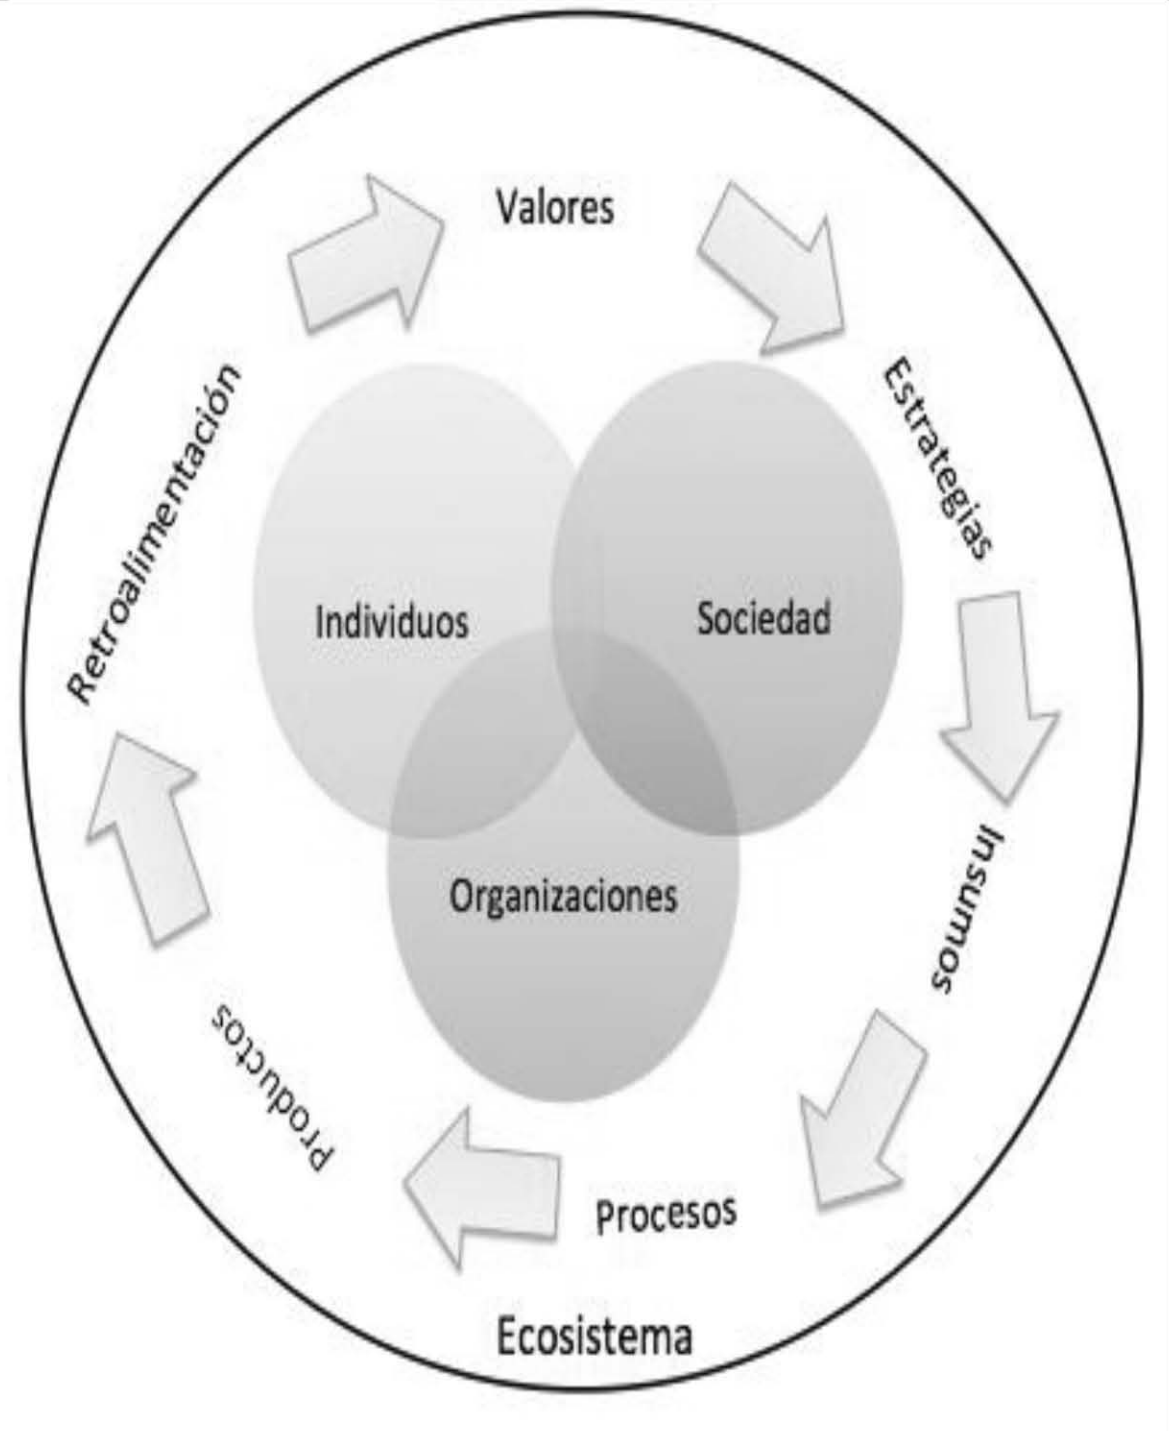 Valores
Estrategias
Insumos
Procesos
Productos
Retroalimentación
Individuos
Sociedad
Organizaciones
Ecosistema